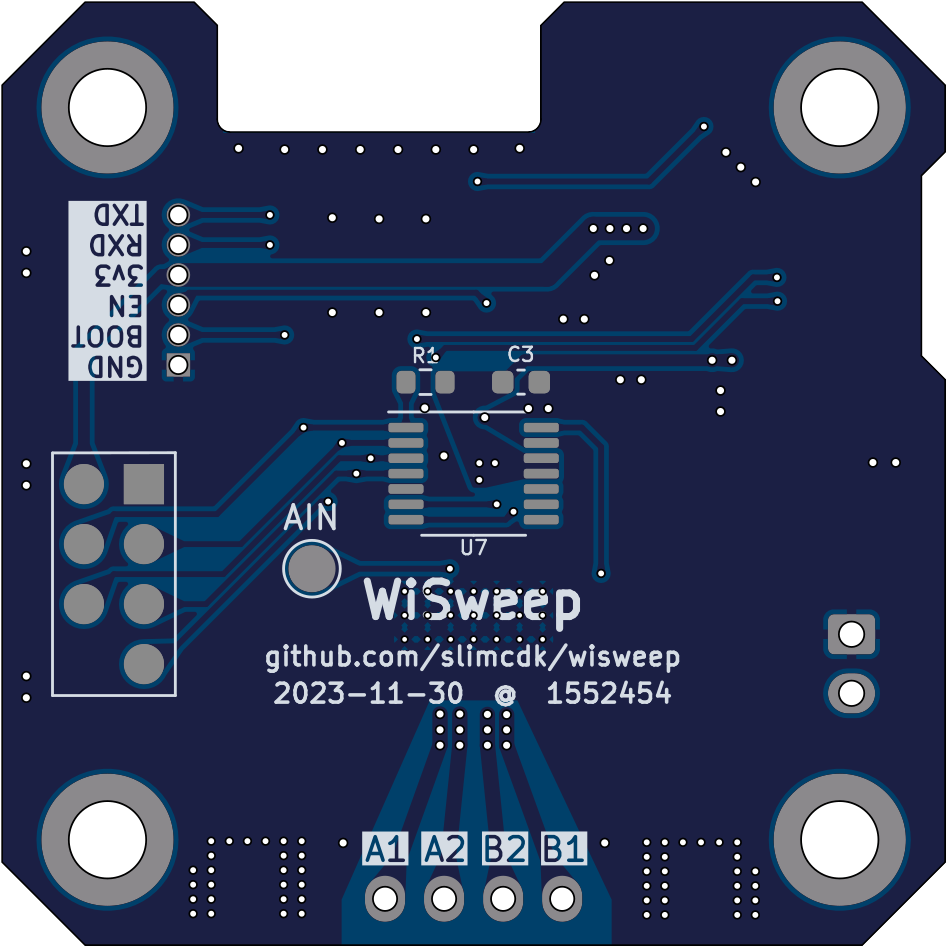 TXD
RXD
3v3
EN
BOOT
GND
R1 C3
U7
AIN
WiSweep
github.com/slimcdk/wisweep
2023-11-30 @ 1552454
A1 A2 B2 B1